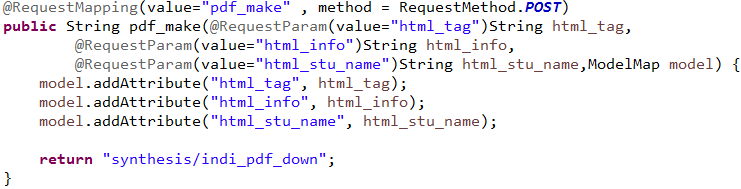 @RequestMapping(value="pdf_make" , method = RequestMethod.POST)
public String pdf_make(@RequestParam(value="html_tag")String html_tag,
        @RequestParam(value="html_info")String html_info,
        @RequestParam(value="html_stu_name")String html_stu_name,ModelMap model) {
    model.addAttribute("html_tag", html_tag);
    model.addAttribute("html_info", html_info);
    model.addAttribute("html_stu_name", html_stu_name);

    return "synthesis/indi_pdf_down";
}